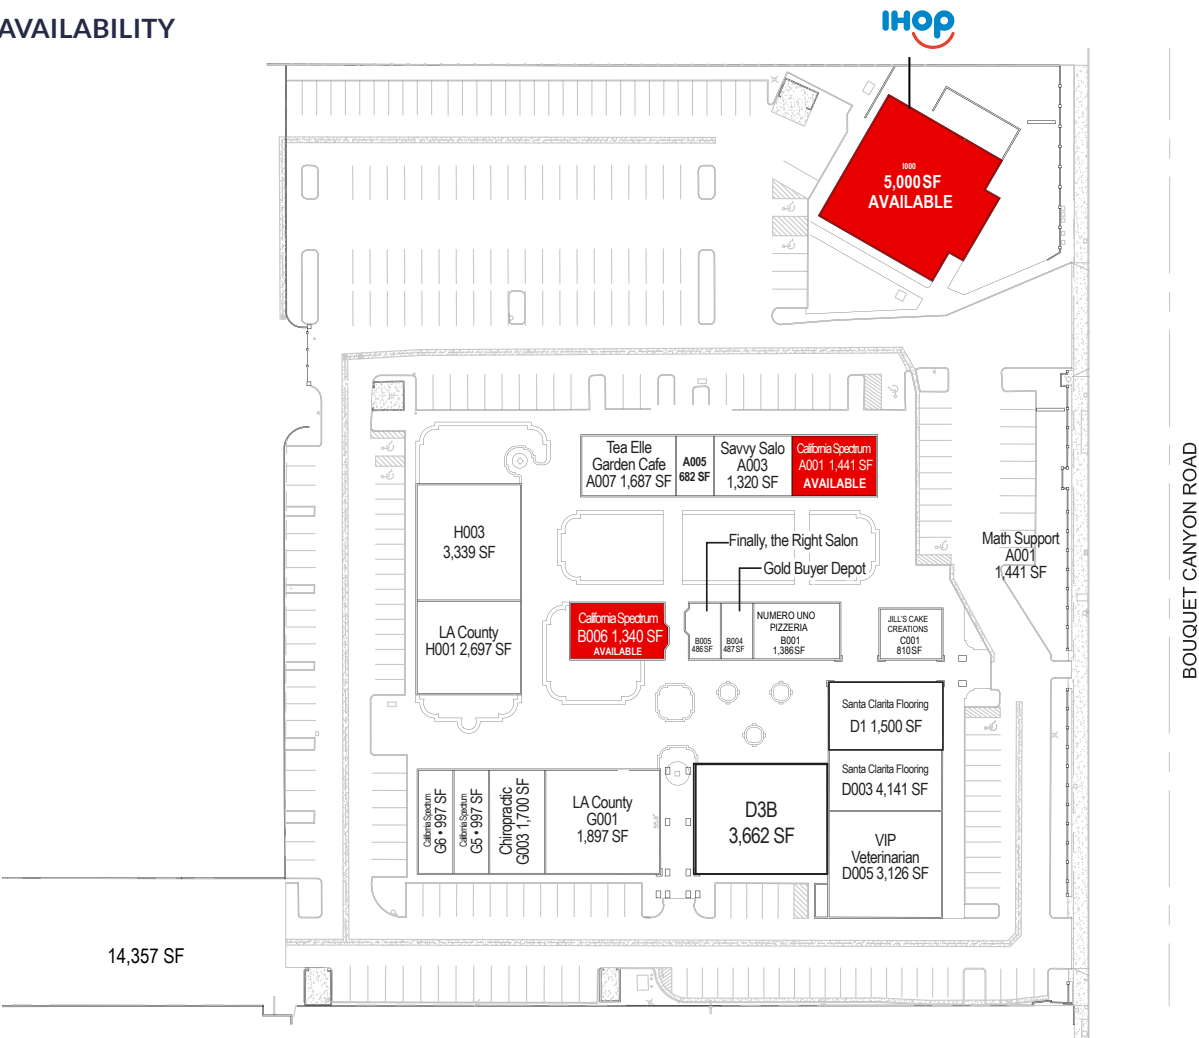 AVAILABILITY
IHOP
I000
5,000 SF
AVAILABLE
Tea Elle
Garden Cafe
A007 1,687 SF
A005
682 SF
Savvy Salo
A003
1,320 SF
California Spectrum
A001 1,441 SF
AVAILABLE
H003
3,339 SF
Finally, the Right Salon
Gold Buyer Depot
Math Support
A001
1,441 SF
BOUQUET CANYON ROAD
LA County
H001 2,697 SF
California Spectrum
B006 1,340 SF
AVAILABLE
B005
486 SF
B004
487 SF
NUMERO UNO
PIZZERIA
B001
1,386 SF
JILL'S CAKE
CREATIONS
C001
810 SF
Santa Clarita Flooring
D1 1,500 SF
Santa Clarita Flooring
D003 4,141 SF
California Spectrum
G6 • 997 SF
California Spectrum
G5 • 997 SF
Chiropractic
G003 1,700 SF
LA County
G001
1,897 SF
D3B
3,662 SF
VIP
Veterinarian
D005 3,126 SF
14,357 SF